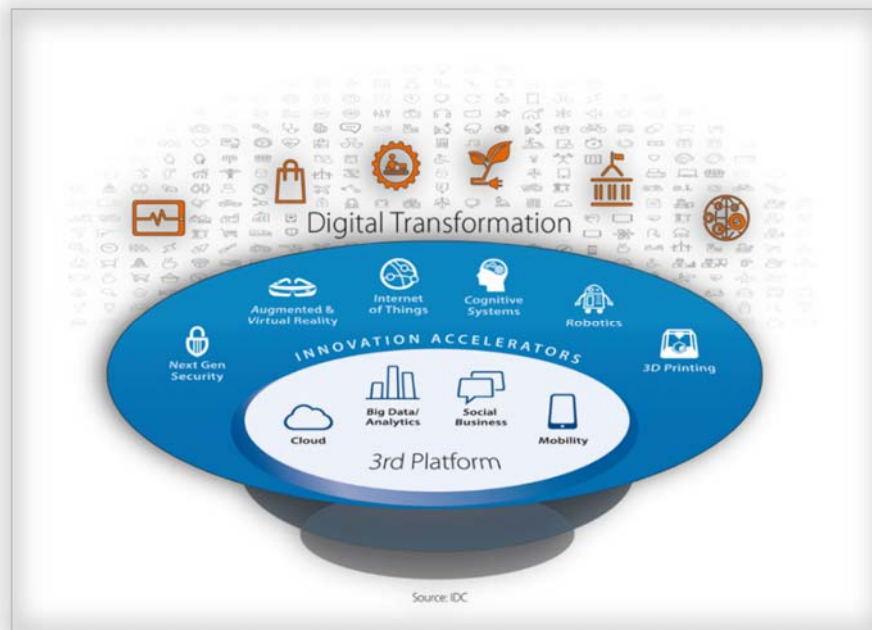 Digital Transformation
Augmented &
Virtual Reality
Internet
of Things
Cognitive
Systems
Robotics
Next Gen
Security
3D Printing
INNOVATION ACCELERATORS
Cloud
Big Data/
Analytics
Social
Business
Mobility
3rd Platform
Source: IDC